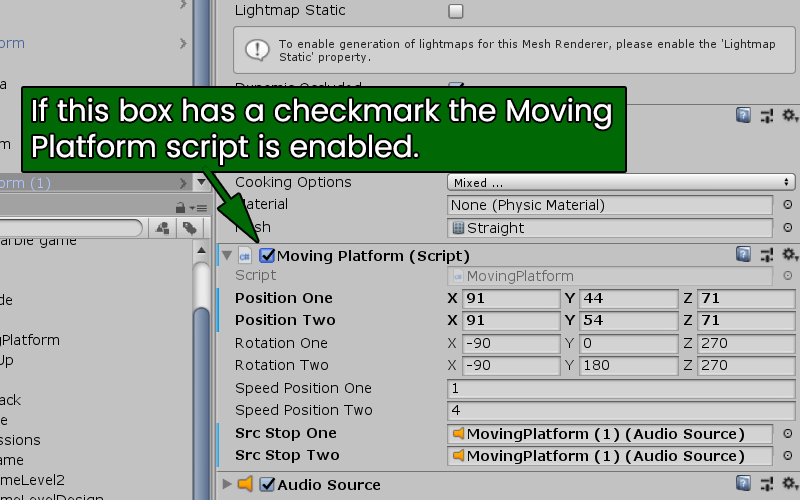 Lightmap Static
To enable generation of lightmaps for this Mesh Renderer, please enable the 'Lightmap
Static' property.
If this box has a checkmark the Moving
Platform script is enabled.
orm (1)
Cooking Options
Mixed ...
Material
None (Physic Material)
Straight
Moving Platform (Script)
Script
MovingPlatform
Position One X 91 Y 44 Z 71
Position Two X 91 Y 54 Z 71
Rotation One X -90 Y 0 Z 270
Rotation Two X -90 Y 180 Z 270
Speed Position One 1
Speed Position Two 4
Src Stop One MovingPlatform (1) (Audio Source)
Src Stop Two MovingPlatform (1) (Audio Source)
Audio Source
orm
arble game
de
gPlatform
Up
ack
e
ssions
ame
meLevel2
meLevelDesign